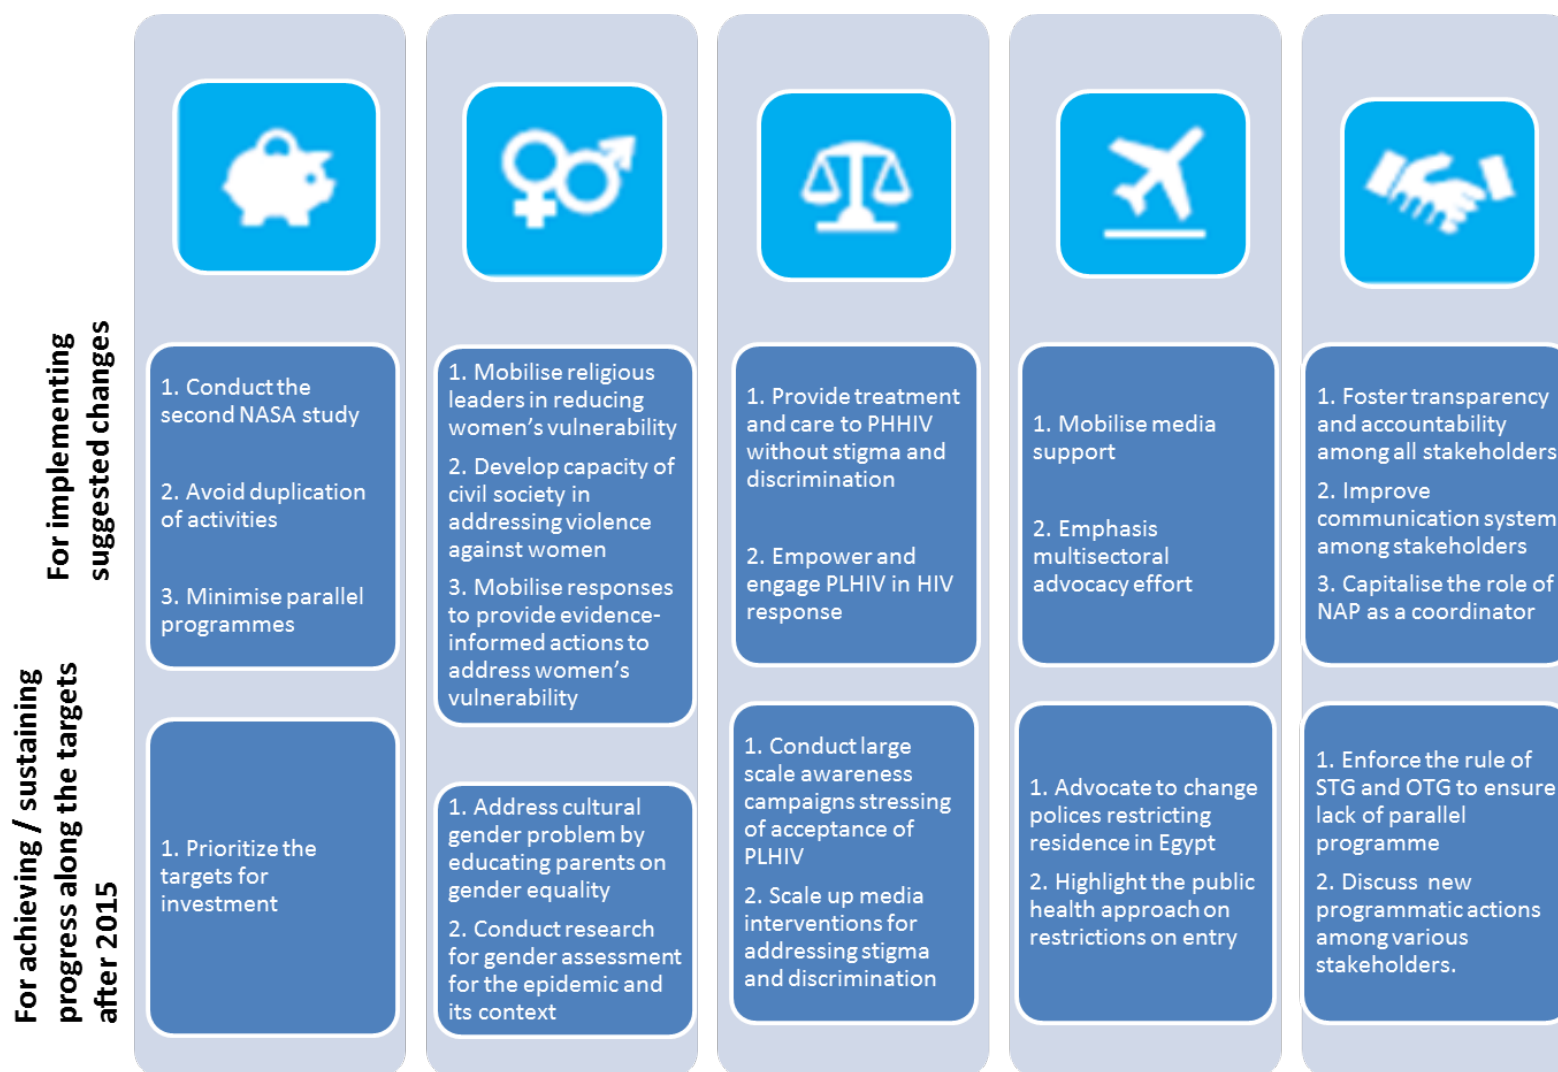 For implementing
suggested changes
1. Conduct the
second NASA study
2. Avoid duplication
of activities
3. Minimise parallel
programmes
1. Mobilise religious
leaders in reducing
women’s vulnerability
2. Develop capacity of
civil society in
addressing violence
against women
3. Mobilise responses
to provide evidence-
informed actions to
address women’s
vulnerability
1. Provide treatment
and care to PHHIV
without stigma and
discrimination
2. Empower and
engage PLHIV in HIV
response
1. Mobilise media
support
2. Emphasis
multisectoral
advocacy effort
1. Foster transparency
and accountability
among all stakeholders
2. Improve
communication system
among stakeholders
3. Capitalise the role of
NAP as a coordinator
For achieving / sustaining
progress along the targets
after 2015
1. Prioritize the
targets for
investment
1. Address cultural
gender problem by
educating parents on
gender equality
2. Conduct research
for gender assessment
for the epidemic and
its context
1. Conduct large
scale awareness
campaigns stressing
of acceptance of
PLHIV
2. Scale up media
interventions for
addressing stigma
and discrimination
1. Advocate to change
polices restricting
residence in Egypt
2. Highlight the public
health approach on
restrictions on entry
1. Enforce the rule of
STG and OTG to ensure
lack of parallel
programme
2. Discuss new
programmatic actions
among various
stakeholders.